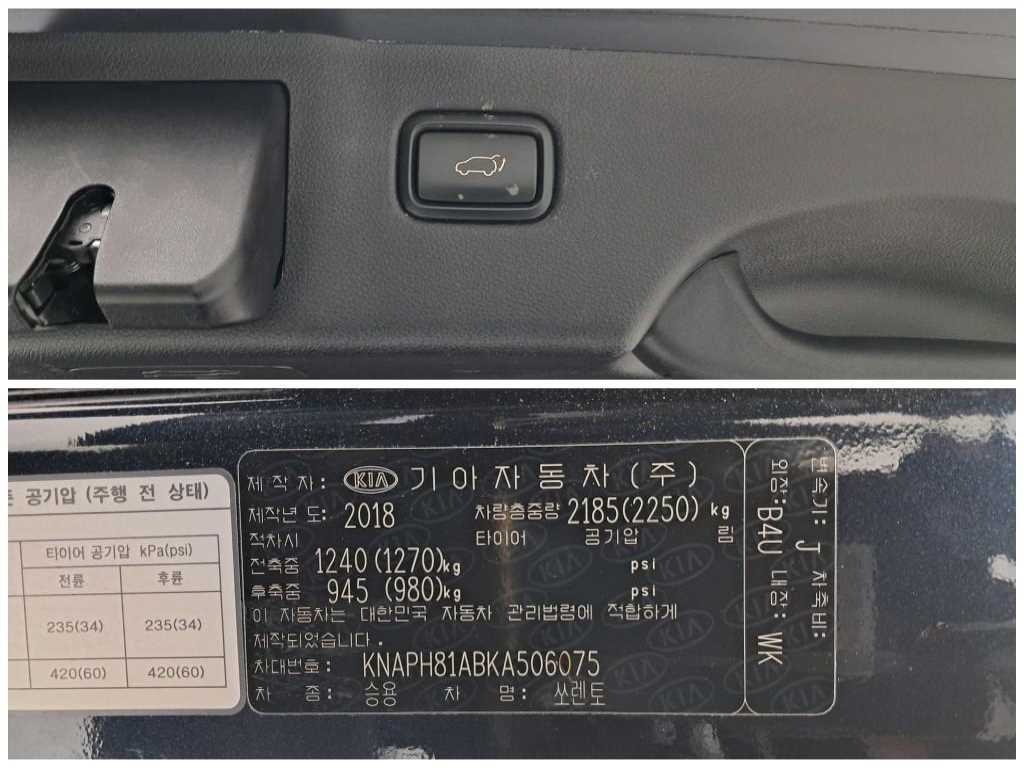 공기압 (주행 전 상태)
타이어 공기압 kPa(psi)
전륜 후륜
235(34) 235(34)
420(60) 420(60)
제 작 자: KIA 기아자동차(주)
제작년 도: 2018 차량총중량 2185(2250) kg
적차시 타이어 공기압 림
전축중 1240(1270)kg psi
후축중 945 (980)kg psi
이 자동차는 대한민국 자동차 관리법령에 적합하게
제작되었습니다.
차대번호: KNAPH81ABKA506075
차 종: 승용 차 명: 쏘렌토
변속기: J 차축비:
외장:B4U 내장: WK